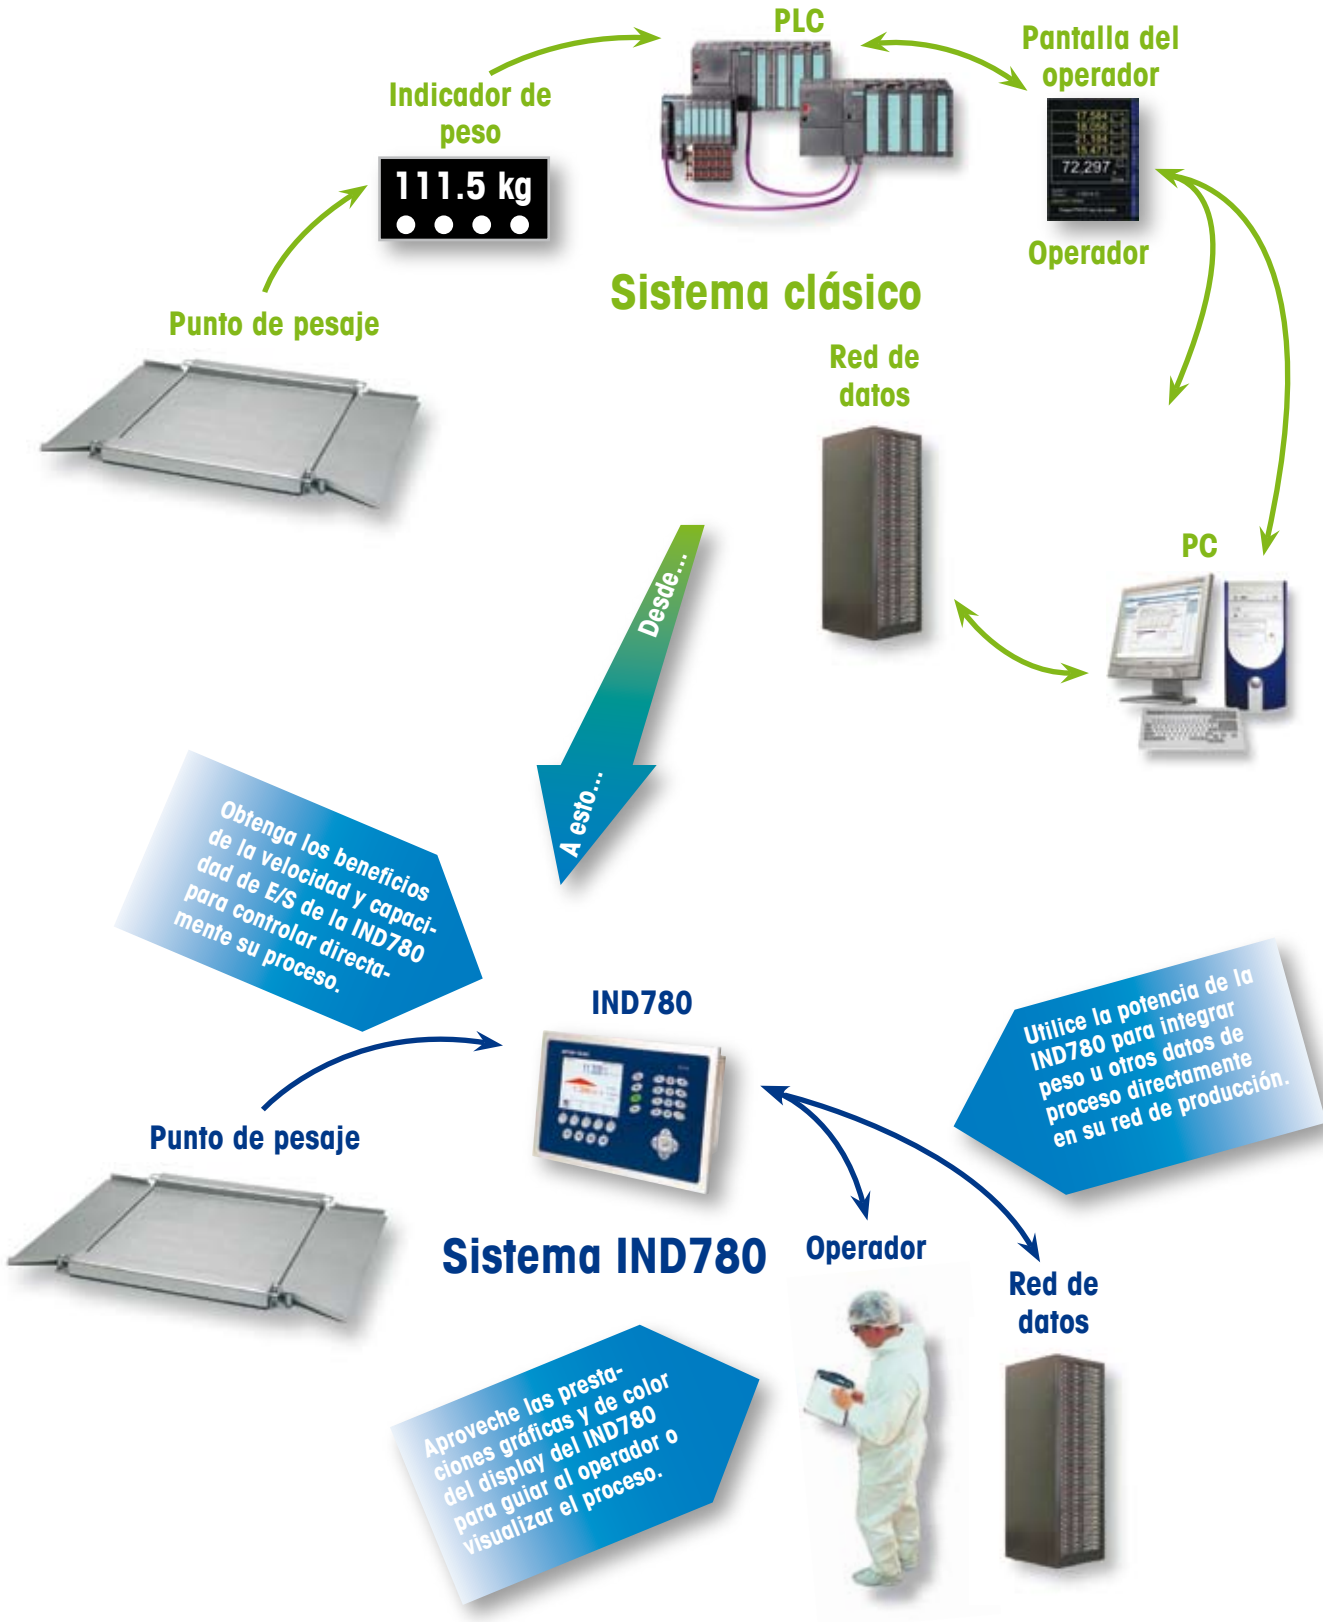 PLC
Pantalla del
operador
Indicador de
peso
111.5 kg
72,297
Operador
Sistema clásico
Punto de pesaje
Red de
datos
PC
Desde...
A esto...
Obtenga los beneficios
de la velocidad y capaci-
dad de E/S de la IND780
para controlar directa-
mente su proceso.
IND780
Utilice la potencia de la
IND780 para integrar
peso u otros datos de
proceso directamente
en su red de producción.
Punto de pesaje
Sistema IND780
Operador
Red de
datos
Aproveche las presta-
ciones gráficas y de color
del display del IND780
para guiar al operador o
visualizar el proceso.